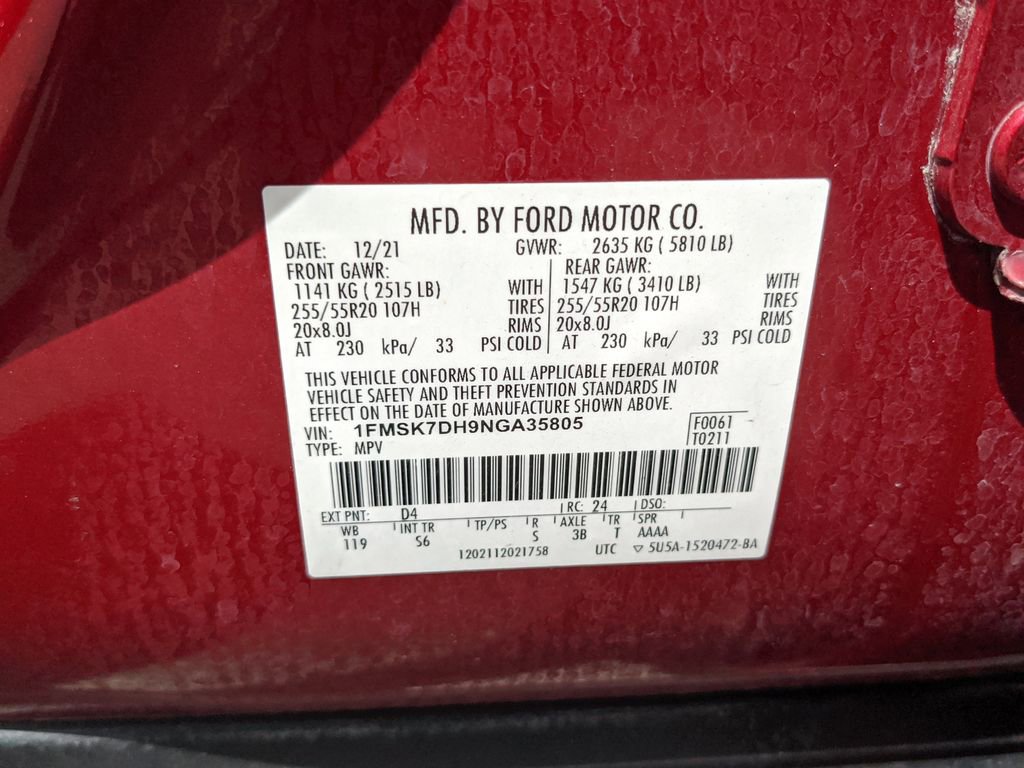 MFD. BY FORD MOTOR CO.
DATE: 12/21 GVWR: 2635 KG ( 5810 LB)
FRONT GAWR: REAR GAWR:
1141 KG ( 2515 LB) WITH 1547 KG ( 3410 LB) WITH
255/55R20 107H TIRES 255/55R20 107H TIRES
20x8.0J RIMS 20x8.0J RIMS
AT 230 kPa/ 33 PSI COLD AT 230 kPa/ 33 PSI COLD
THIS VEHICLE CONFORMS TO ALL APPLICABLE FEDERAL MOTOR
VEHICLE SAFETY AND THEFT PREVENTION STANDARDS IN
EFFECT ON THE DATE OF MANUFACTURE SHOWN ABOVE.
VIN: 1FMSK7DH9NGA35805 F0061
TYPE: MPV T0211
EXT PNT: D4 RC: 24 DSO:
WB INT TR TP/PS R AXLE TR SPR
119 S6 S 3B T AAAA
1202112021758 UTC ▽ 5U5A-1520472-BA